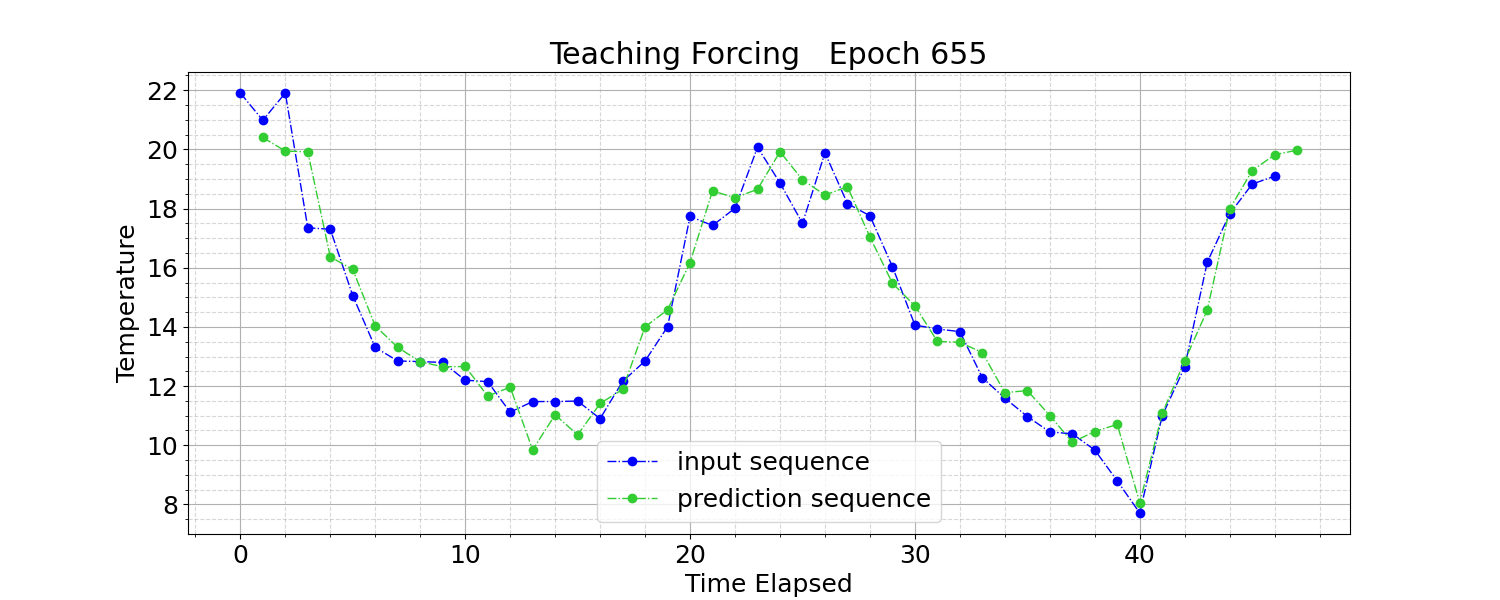 Teaching Forcing   Epoch 655
22
20
18
16
14
12
10
8
Temperature
input sequence
prediction sequence
0 10 20 30 40
Time Elapsed